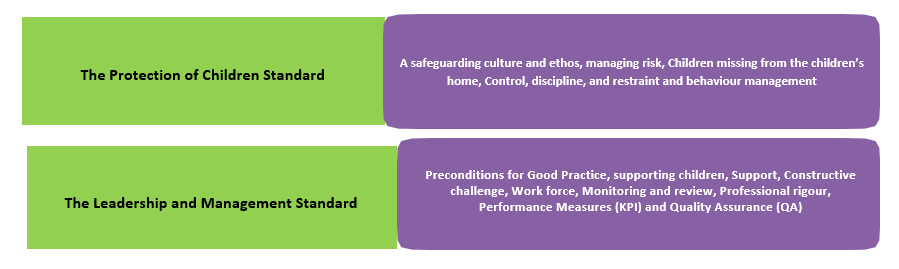 The Protection of Children Standard
A safeguarding culture and ethos, managing risk, Children missing from the children’s
home, Control, discipline, and restraint and behaviour management
The Leadership and Management Standard
Preconditions for Good Practice, supporting children, Support, Constructive
challenge, Work force, Monitoring and review, Professional rigour,
Performance Measures (KPI) and Quality Assurance (QA)